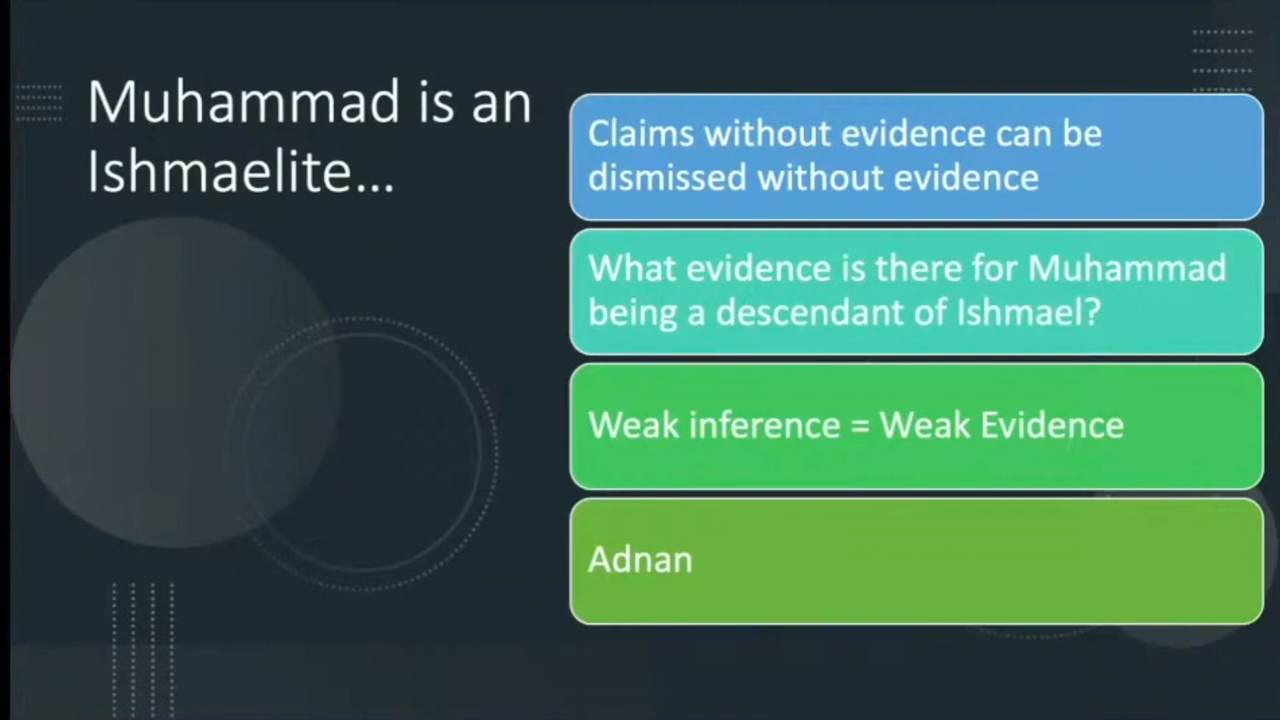 Muhammad is an
Ishmaelite...
Claims without evidence can be
dismissed without evidence
What evidence is there for Muhammad
being a descendant of Ishmael?
Weak inference = Weak Evidence
Adnan